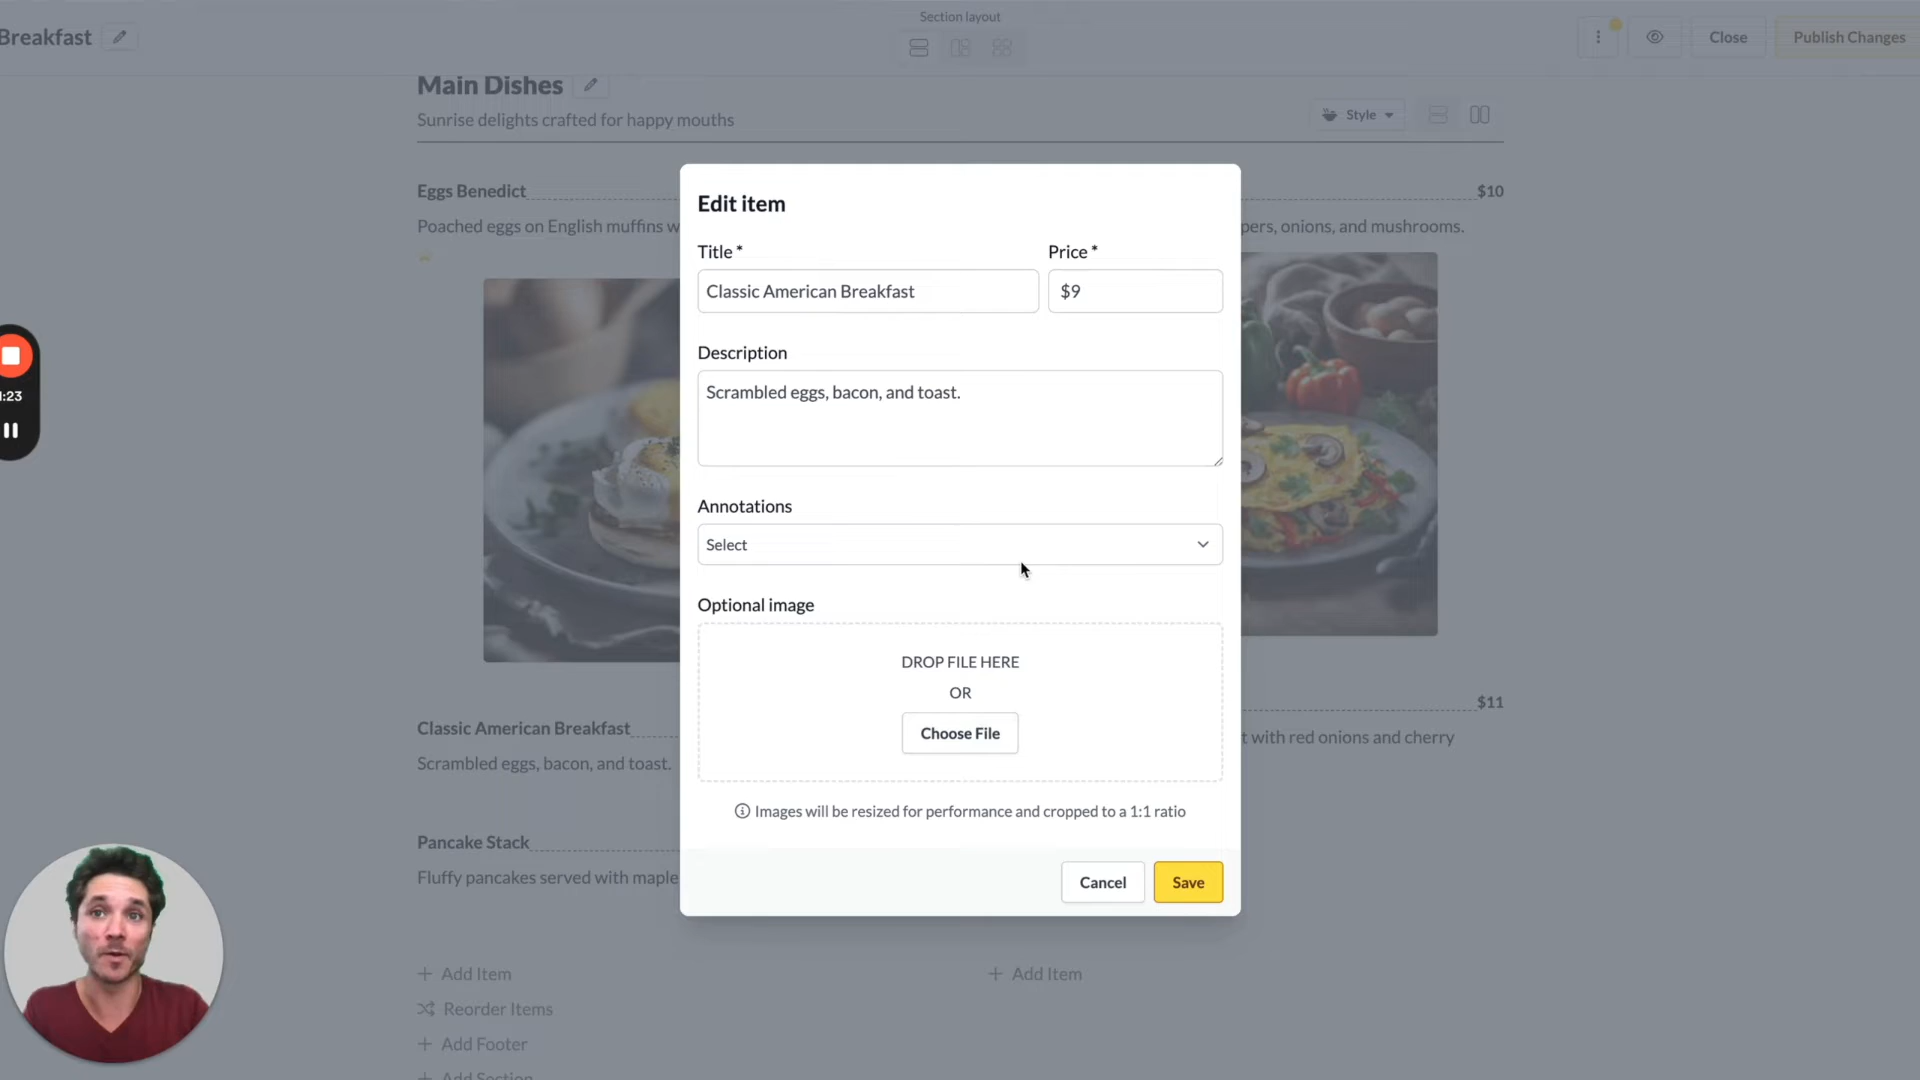 Section layout
Breakfast
Close
Publish Changes
Main Dishes
Sunrise delights crafted for happy mouths
Style
Eggs Benedict
$10
Poached eggs on English muffins w
pers, onions, and mushrooms.
Edit item
Title *
Price *
Classic American Breakfast
$9
Description
Scrambled eggs, bacon, and toast.
Annotations
Select
Optional image
DROP FILE HERE
OR
Choose File
Images will be resized for performance and cropped to a 1:1 ratio
Cancel
Save
:23
$11
Classic American Breakfast
t with red onions and cherry
Scrambled eggs, bacon, and toast.
Pancake Stack
Fluffy pancakes served with maple
Add Item
Add Item
Reorder Items
Add Footer
Add Section